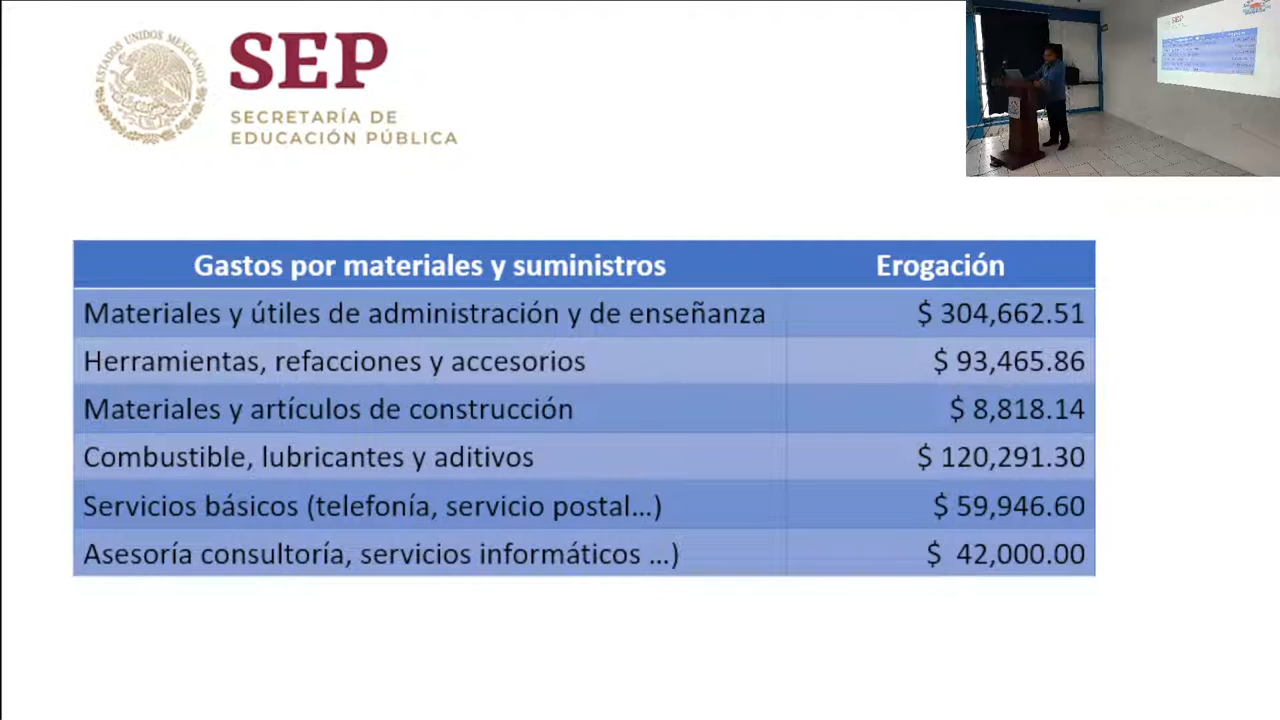 ESTADOS UNIDOS MEXICANOS
SEP
SECRETARÍA DE
EDUCACIÓN PÚBLICA
Gastos por materiales y suministros Erogación
Materiales y útiles de administración y de enseñanza $ 304,662.51
Herramientas, refacciones y accesorios $ 93,465.86
Materiales y artículos de construcción $ 8,818.14
Combustible, lubricantes y aditivos $ 120,291.30
Servicios básicos (telefonía, servicio postal...) $ 59,946.60
Asesoría consultoría, servicios informáticos ...) $ 42,000.00